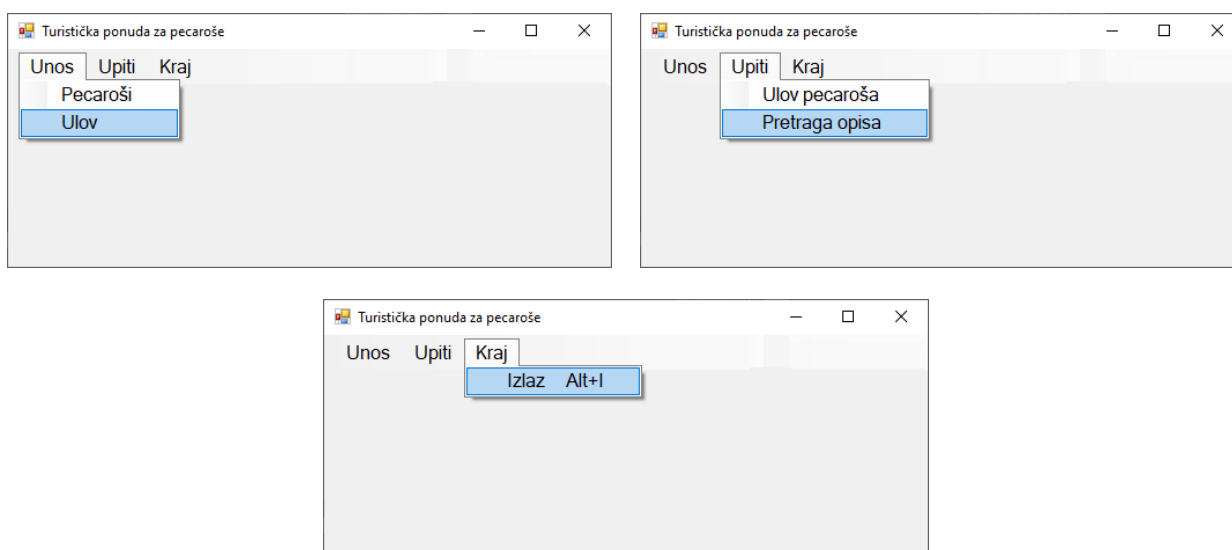 Turistička ponuda za pecaroše
Unos Upiti Kraj
Pecaroši
Ulov
Turistička ponuda za pecaroše
Unos Upiti Kraj
Ulov pecaroša
Pretraga opisa
Turistička ponuda za pecaroše
Unos Upiti Kraj
Izlaz Alt+I